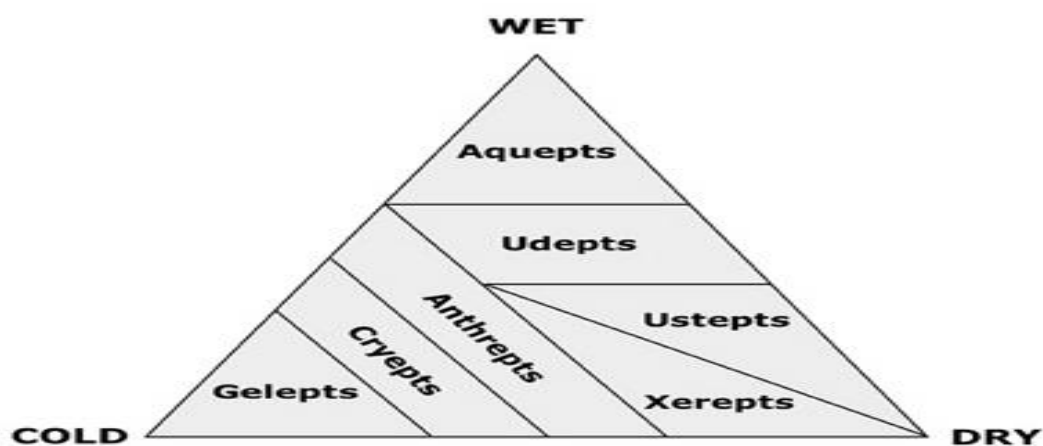 WET
Aquepts
Udepts
Ustepts
Anthrepts
Cryepts
Gelepts
Xerepts
COLD
DRY